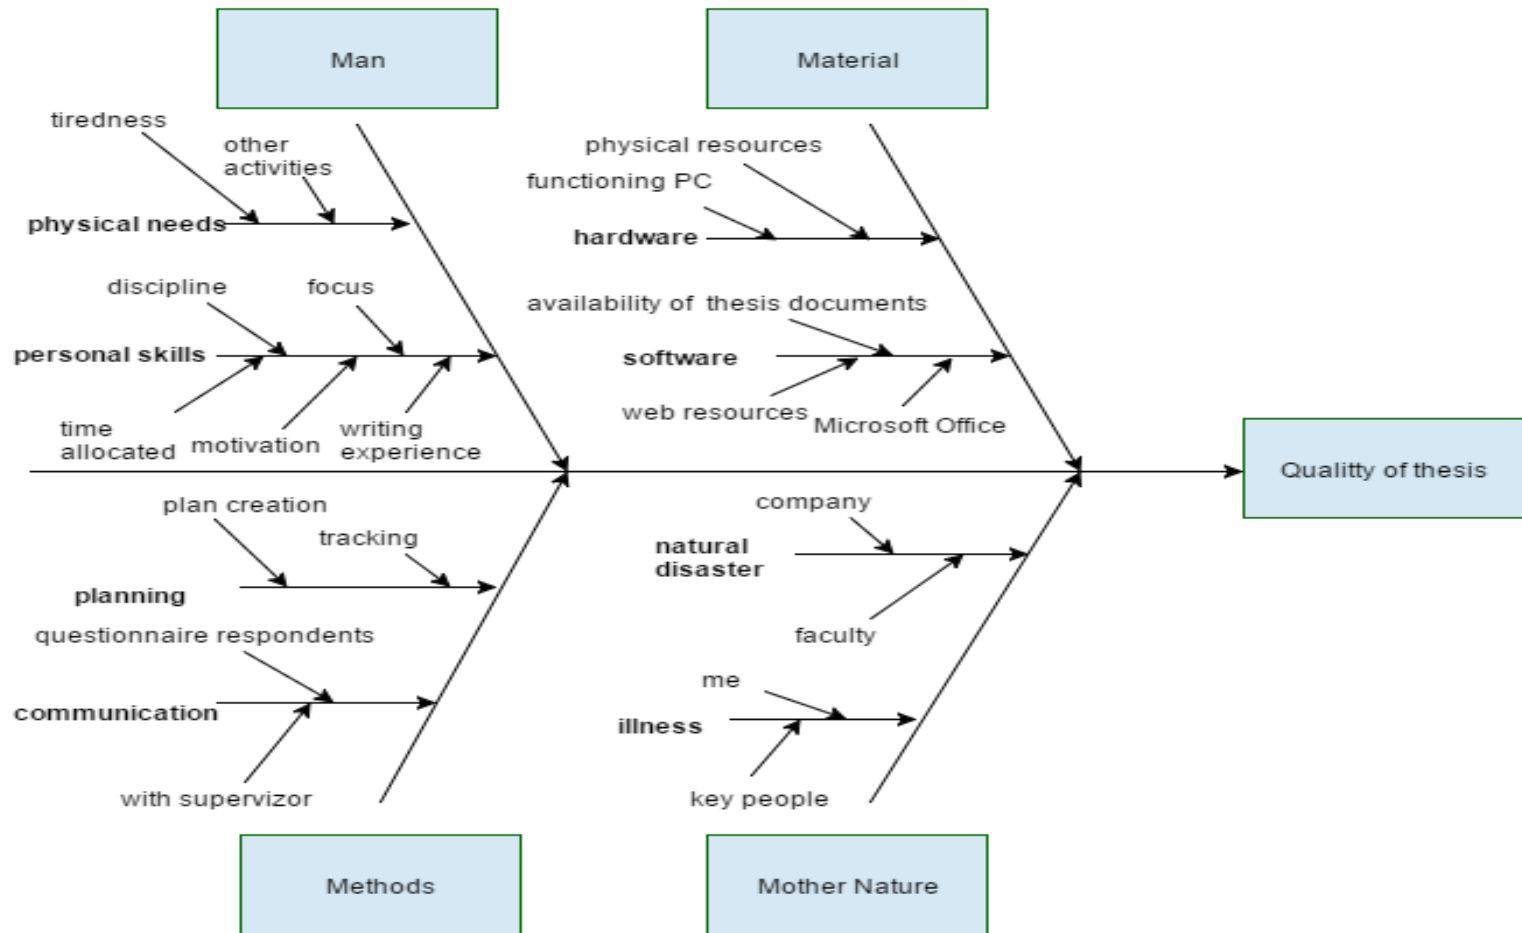 Man
Material
tiredness
other
activities
physical needs
physical resources
functioning PC
hardware
discipline
focus
personal skills
time
allocated
motivation
writing
experience
availability of thesis documents
software
web resources
Microsoft Office
Qualitty of thesis
plan creation
tracking
planning
questionnaire respondents
communication
with supervizor
company
natural
disaster
faculty
me
illness
key people
Methods
Mother Nature